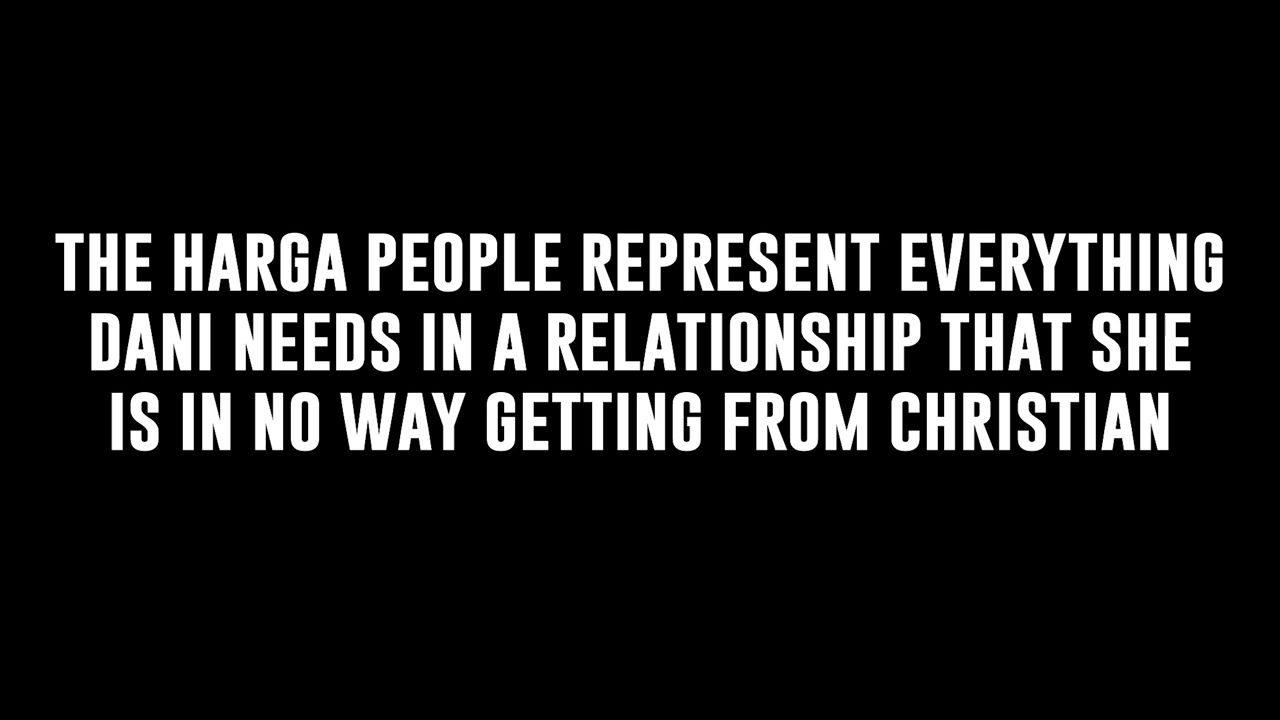 THE HARGA PEOPLE REPRESENT EVERYTHING
DANI NEEDS IN A RELATIONSHIP THAT SHE
IS IN NO WAY GETTING FROM CHRISTIAN